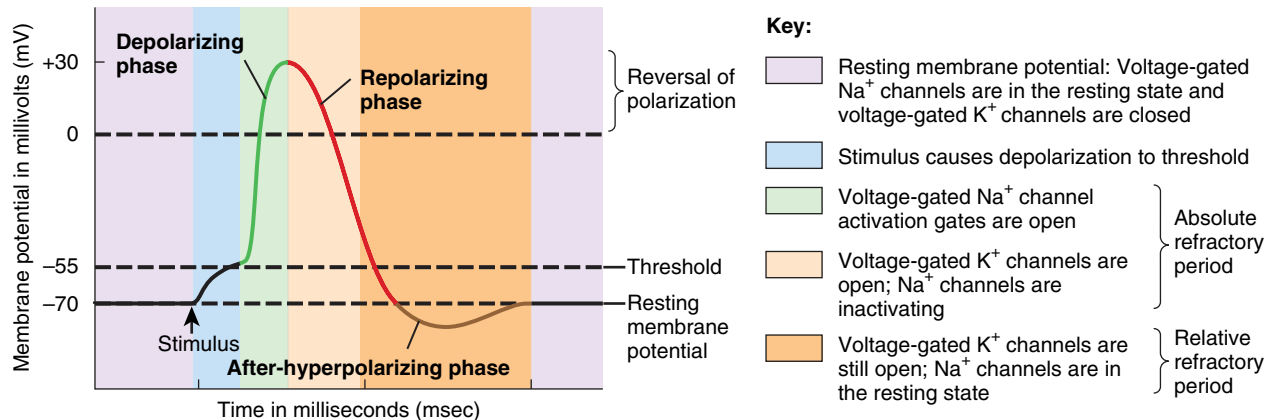 Membrane potential in millivolts (mV)
+30
0
–55
–70
Depolarizing
phase
Repolarizing
phase
Reversal of
polarization
Threshold
Resting
membrane
potential
Stimulus
After-hyperpolarizing phase
Time in milliseconds (msec)
Key:
Resting membrane potential: Voltage-gated
Na+ channels are in the resting state and
voltage-gated K+ channels are closed
Stimulus causes depolarization to threshold
Voltage-gated Na+ channel
activation gates are open
Voltage-gated K+ channels are
open; Na+ channels are
inactivating
Absolute
refractory
period
Voltage-gated K+ channels are
still open; Na+ channels are in
the resting state
Relative
refractory
period